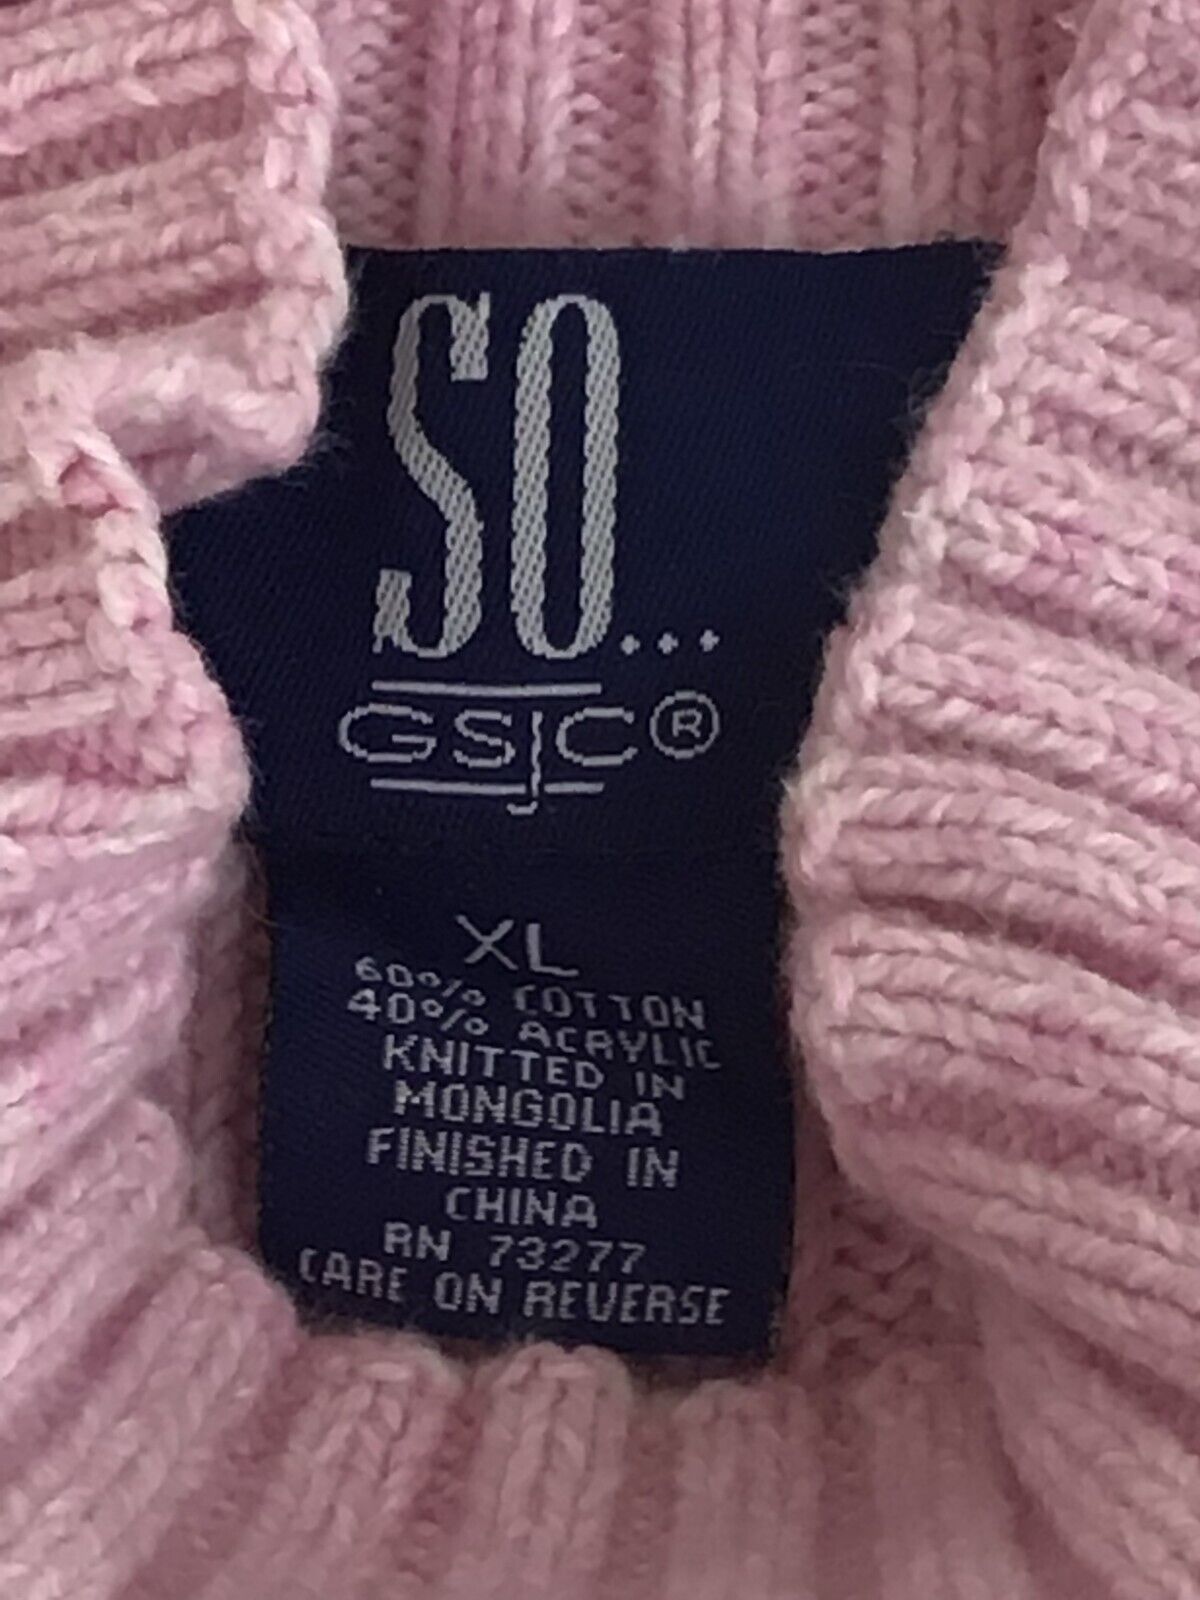 SO...
GSJC®
XL
60% COTTON
40% ACRYLIC
KNITTED IN
MONGOLIA
FINISHED IN
CHINA
RN 73277
CARE ON REVERSE